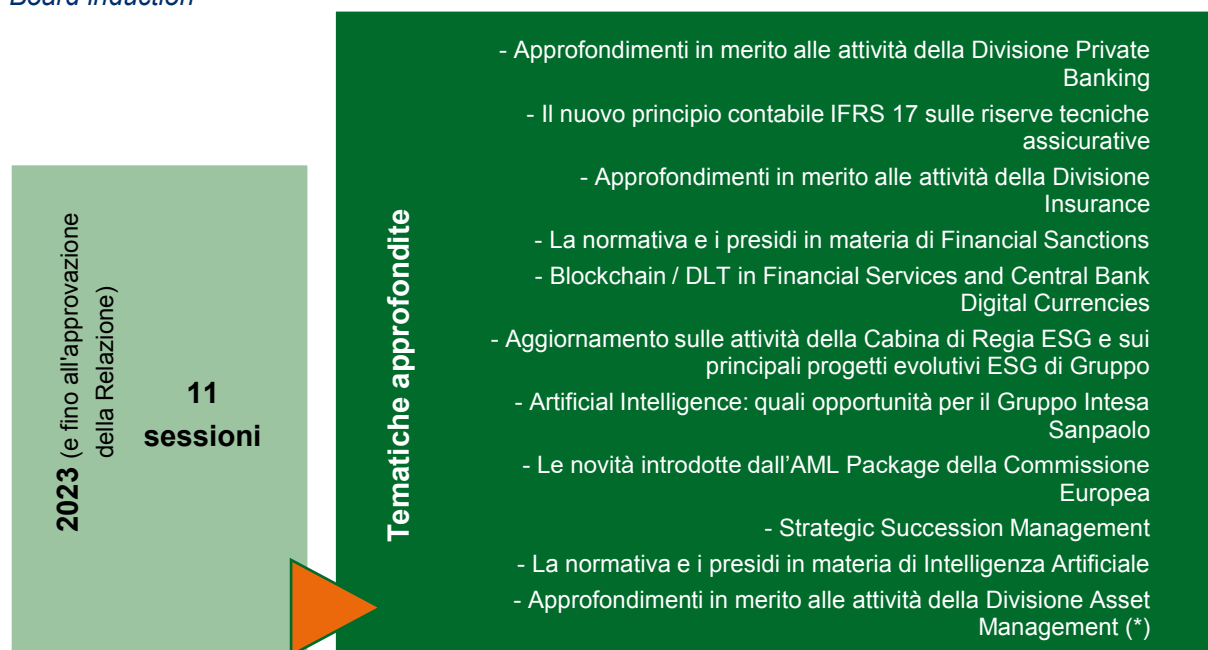 Board induction
2023 (e fino all'approvazione
della Relazione)
11
sessioni
Tematiche approfondite
- Approfondimenti in merito alle attività della Divisione Private
Banking
- Il nuovo principio contabile IFRS 17 sulle riserve tecniche
assicurative
- Approfondimenti in merito alle attività della Divisione
Insurance
- La normativa e i presidi in materia di Financial Sanctions
- Blockchain / DLT in Financial Services and Central Bank
Digital Currencies
- Aggiornamento sulle attività della Cabina di Regia ESG e sui
principali progetti evolutivi ESG di Gruppo
- Artificial Intelligence: quali opportunità per il Gruppo Intesa
Sanpaolo
- Le novità introdotte dall’AML Package della Commissione
Europea
- Strategic Succession Management
- La normativa e i presidi in materia di Intelligenza Artificiale
- Approfondimenti in merito alle attività della Divisione Asset
Management (*)